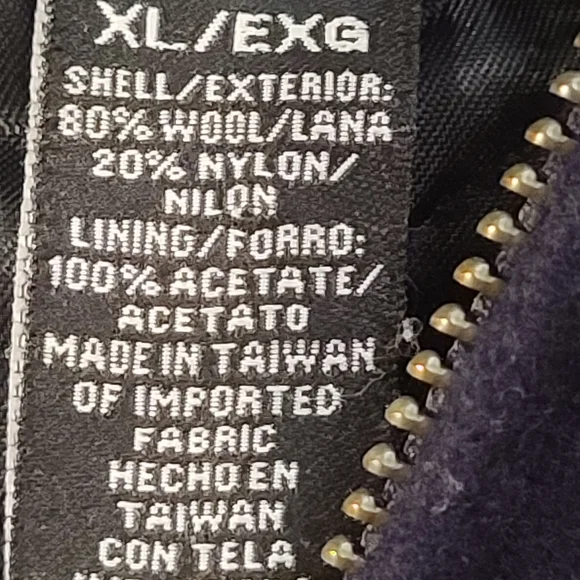 XL/EXG
SHELL/EXTERIOR:
80% WOOL/LANA
20% NYLON/
NILON
LINING/FORRO:
100% ACETATE/
ACETATO
MADE IN TAIWAN
OF IMPORTED
FABRIC
HECHO EN
TAIWAN
CON TELA